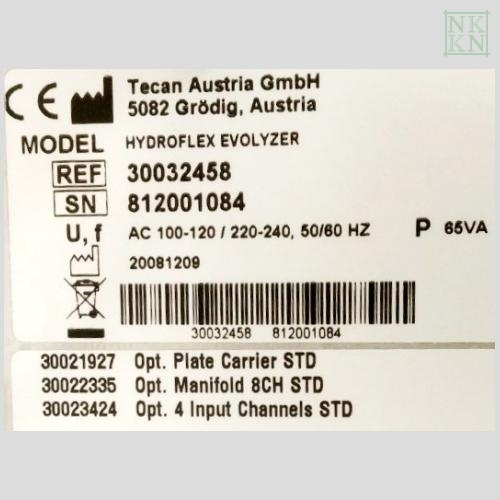 NK
KN
CE Tecan Austria GmbH
5082 Grödig, Austria
MODEL HYDROFLEX EVOLYZER
REF 30032458
SN 812001084
U, f AC 100-120 / 220-240, 50/60 HZ P 65VA
20081209
30032458 812001084
30021927 Opt. Plate Carrier STD
30022335 Opt. Manifold 8CH STD
30023424 Opt. 4 Input Channels STD